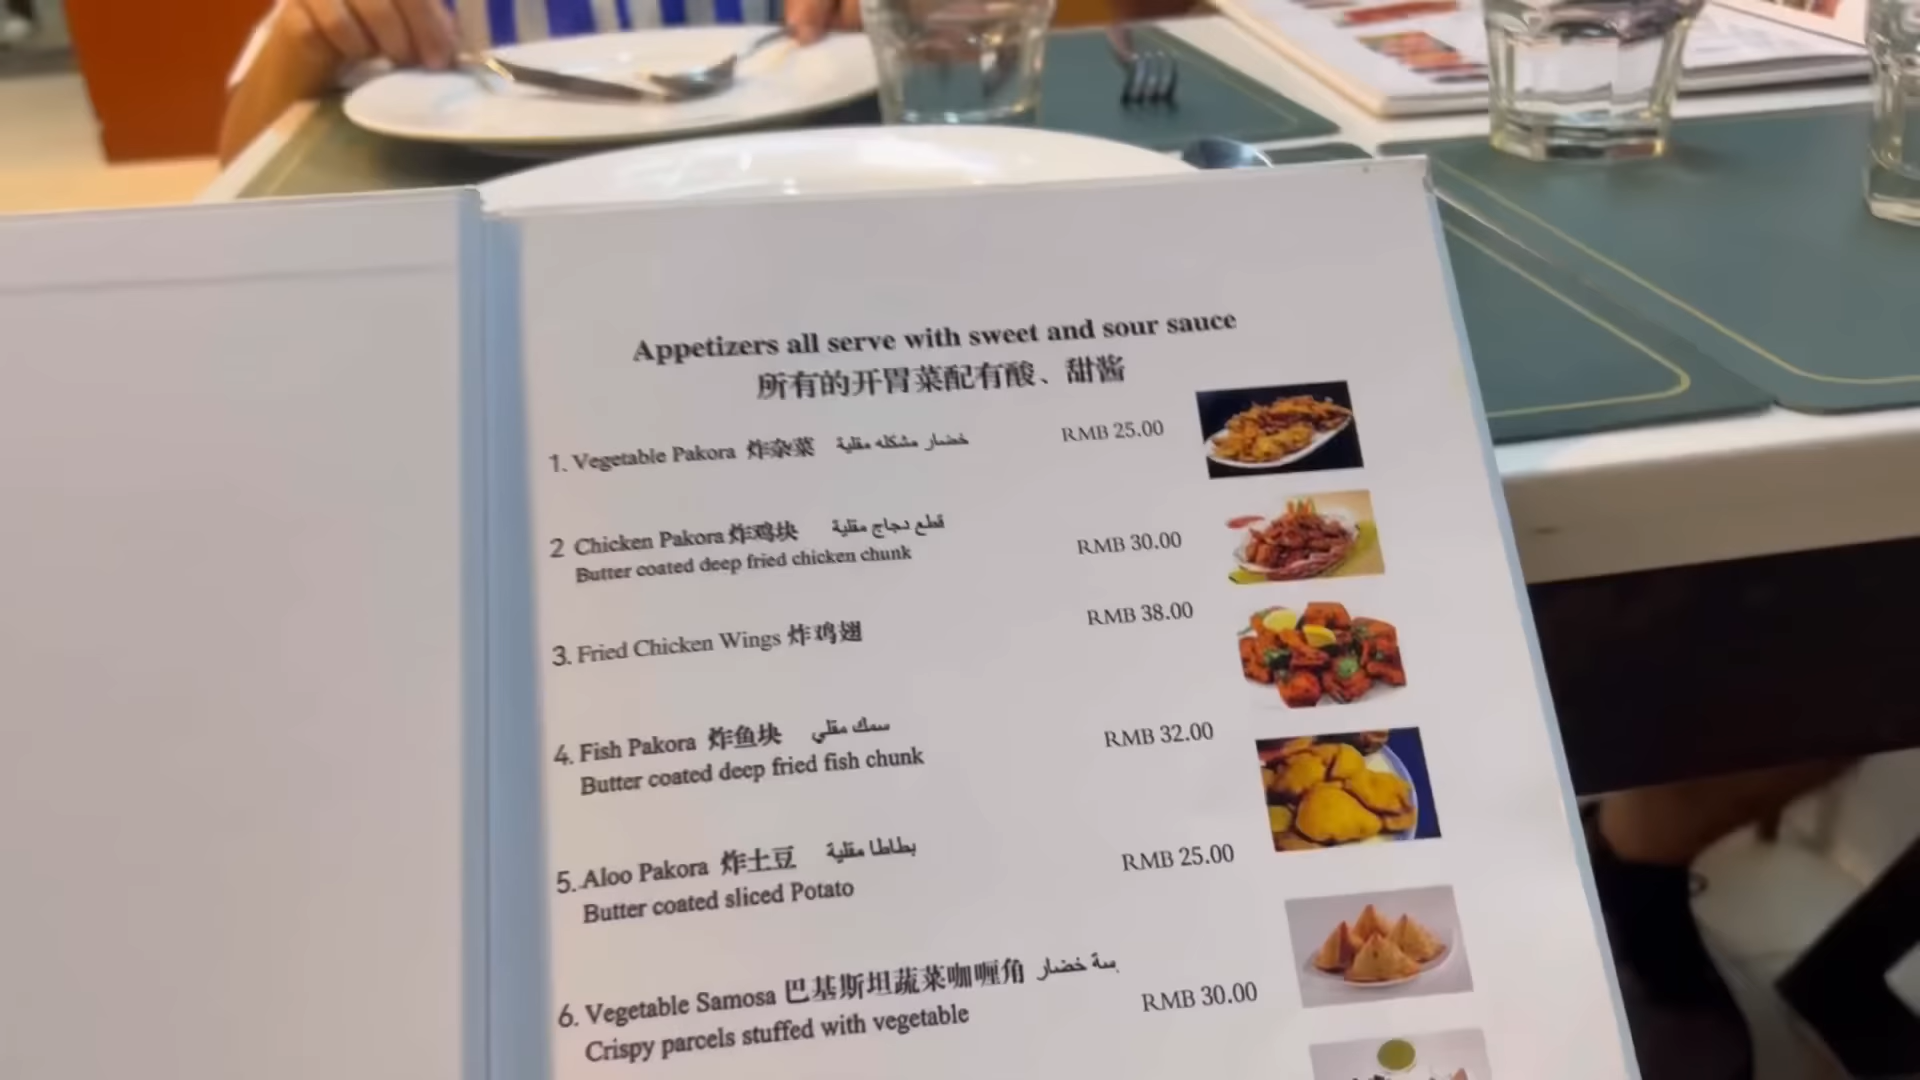 Appetizers all serve with sweet and sour sauce
所有的开胃菜配有酸、甜酱
1. Vegetable Pakora 炸杂菜 خضار مشكله مقلية RMB 25.00
2 Chicken Pakora 炸鸡块 قطع دجاج مقلية RMB 30.00
Butter coated deep fried chicken chunk
3. Fried Chicken Wings 炸鸡翅 RMB 38.00
4. Fish Pakora 炸鱼块 سمك مقلي RMB 32.00
Butter coated deep fried fish chunk
5. Aloo Pakora 炸土豆 بطاطا مقلية RMB 25.00
Butter coated sliced Potato
6. Vegetable Samosa 巴基斯坦蔬菜咖喱角 خضار RMB 30.00
Crispy parcels stuffed with vegetable